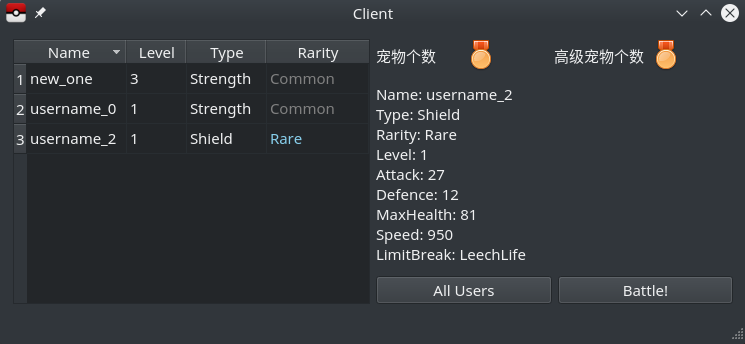 Client
Name Level Type Rarity
1 new_one 3 Strength Common
2 username_0 1 Strength Common
3 username_2 1 Shield Rare
宠物个数 高级宠物个数
Name: username_2
Type: Shield
Rarity: Rare
Level: 1
Attack: 27
Defence: 12
MaxHealth: 81
Speed: 950
LimitBreak: LeechLife
All Users Battle!